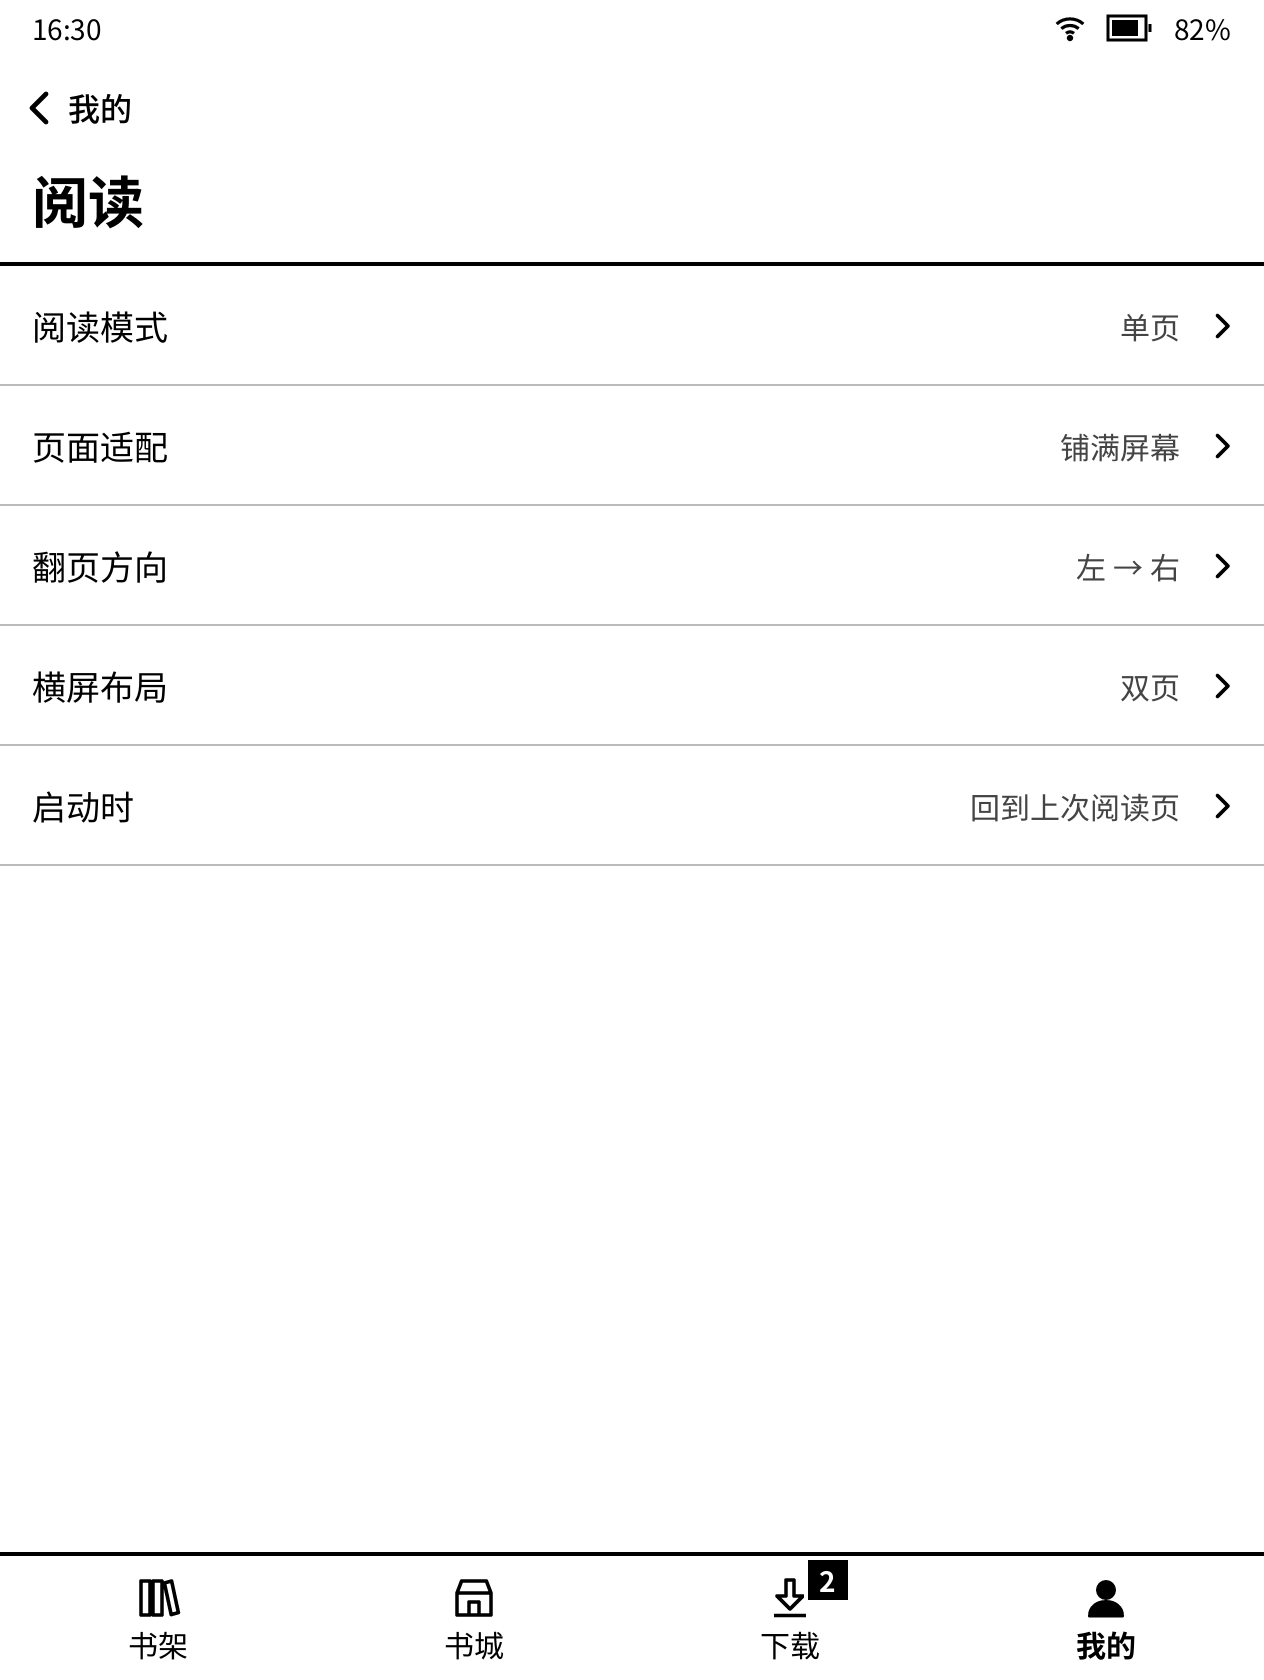 16:30 82%
我的
阅读
阅读模式 单页
页面适配 铺满屏幕
翻页方向 左 → 右
横屏布局 双页
启动时 回到上次阅读页
2
书架 书城 下载 我的